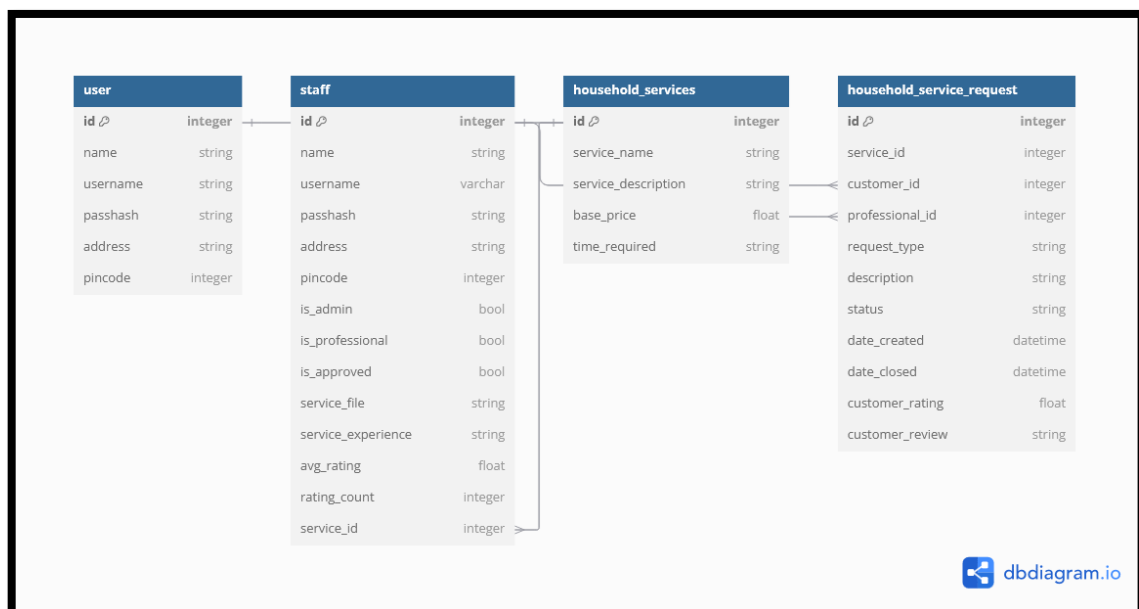 user
id integer
name string
username string
passhash string
address string
pincode integer
staff
id integer
name string
username varchar
passhash string
address string
pincode integer
is_admin bool
is_professional bool
is_approved bool
service_file string
service_experience string
avg_rating float
rating_count integer
service_id integer
household_services
id integer
service_name string
service_description string
base_price float
time_required string
household_service_request
id integer
service_id integer
customer_id integer
professional_id integer
request_type string
description string
status string
date_created datetime
date_closed datetime
customer_rating float
customer_review string
dbdiagram.io